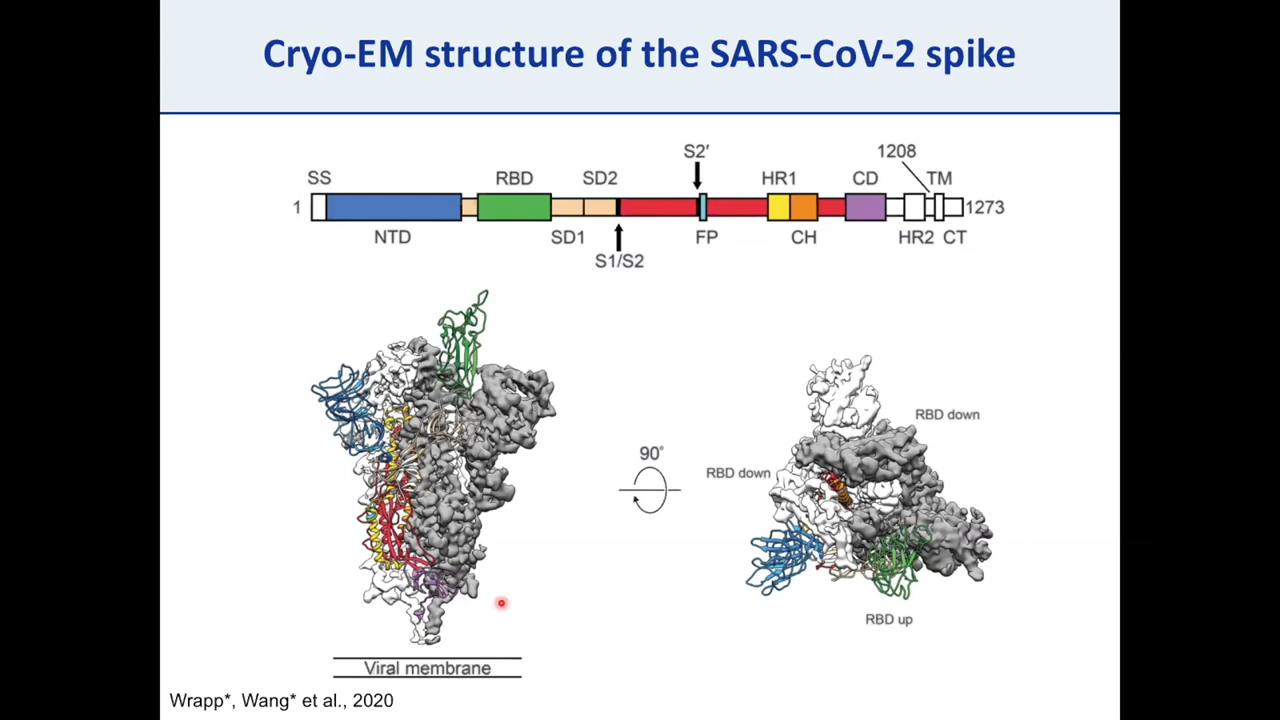 Cryo-EM structure of the SARS-CoV-2 spike
S2′
1208
SS
RBD
SD2
HR1
CD
TM
1
1273
NTD
SD1
FP
CH
HR2
CT
S1/S2
90°
RBD down
RBD down
RBD up
Viral membrane
Wrapp*, Wang* et al., 2020